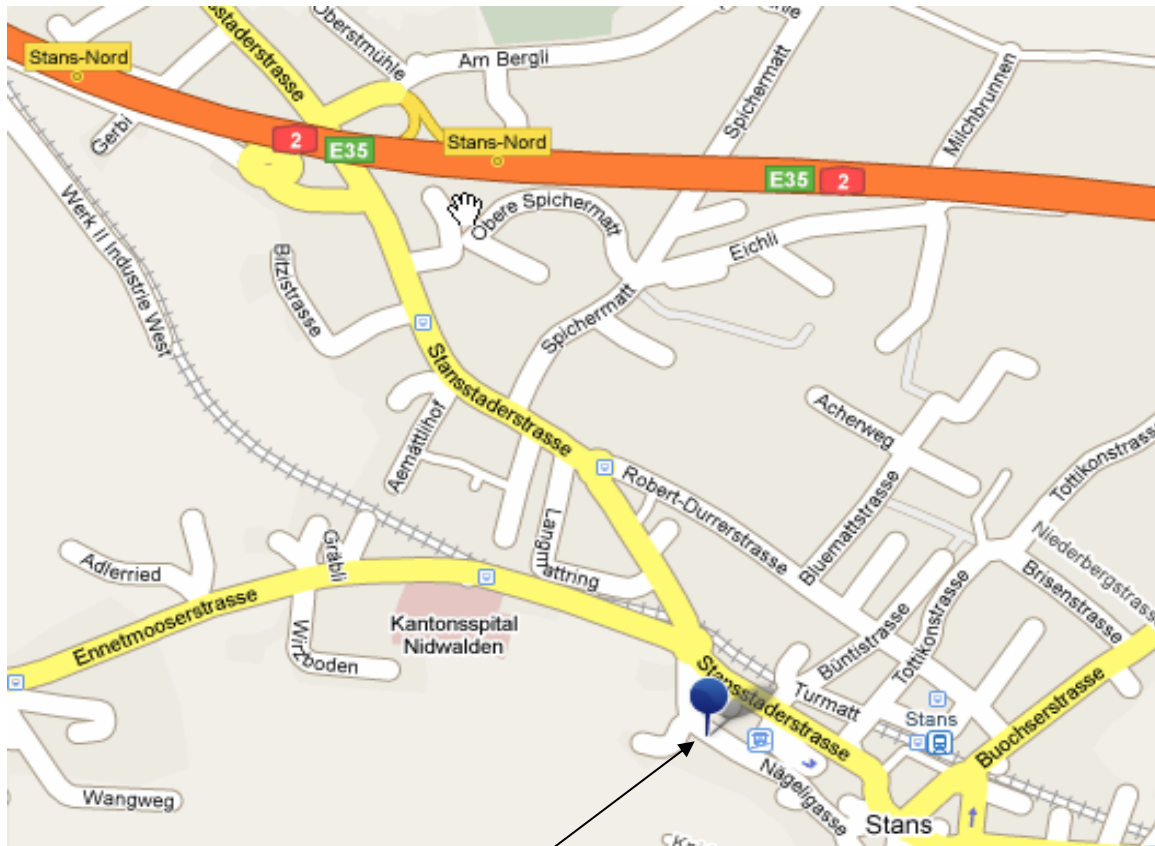 Stans-Nord
sstaderstrasse
Oberstmühle
Am Bergli
Spichermatt
Milchbrunnen
Gerbi
2
E35
Stans-Nord
E35
2
Werk II Industrie West
Bitzistrasse
Obere Spichermatt
Eichli
Spichermatt
Stansstaderstrasse
Aemättlihof
Acherweg
Robert-Durrerstrasse
Bluemattstrasse
Tottikonstrasse
Niederbergstrasse
Brisenstrasse
Langmattring
Adlerried
Gräbli
Ennetmooserstrasse
Wirzboden
Kantonsspital
Nidwalden
Wangweg
Stansstaderstrasse
Turmatt
Büntistrasse
Tottikonstrasse
Stans
Buochserstrasse
Nägeligasse
Stans